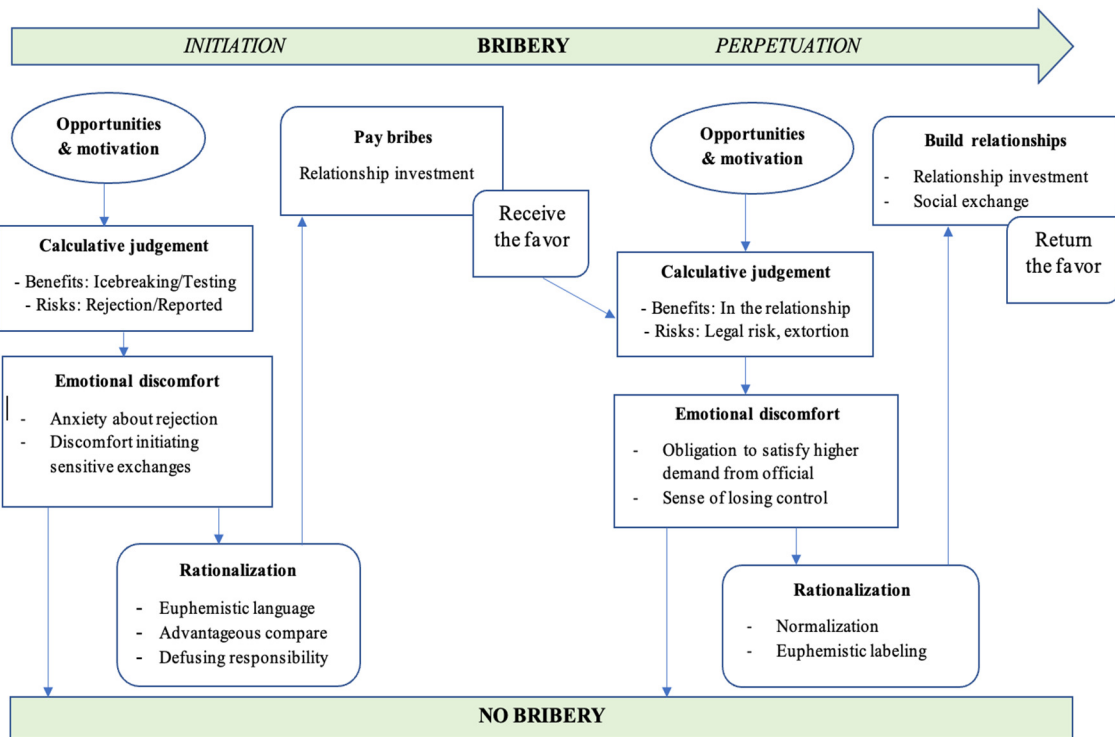 INITIATION BRIBERY PERPETUATION
Opportunities
& motivation
Calculative judgement
- Benefits: Icebreaking/Testing
- Risks: Rejection/Reported
Emotional discomfort
- Anxiety about rejection
- Discomfort initiating
sensitive exchanges
Rationalization
- Euphemistic language
- Advantageous compare
- Defusing responsibility
Pay bribes
Relationship investment
Receive
the favor
Opportunities
& motivation
Calculative judgement
- Benefits: In the relationship
- Risks: Legal risk, extortion
Emotional discomfort
- Obligation to satisfy higher
demand from official
- Sense of losing control
Rationalization
- Normalization
- Euphemistic labeling
Build relationships
- Relationship investment
- Social exchange
Return
the favor
NO BRIBERY